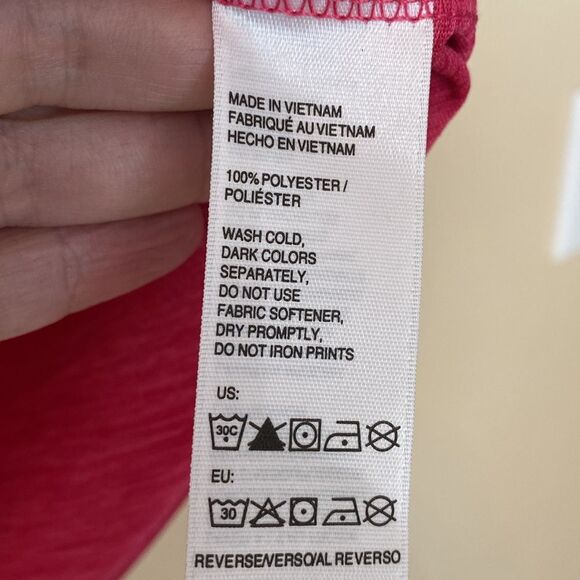 MADE IN VIETNAM
FABRIQUÉ AU VIETNAM
HECHO EN VIETNAM
100% POLYESTER /
POLIÉSTER
WASH COLD,
DARK COLORS
SEPARATELY,
DO NOT USE
FABRIC SOFTENER,
DRY PROMPTLY,
DO NOT IRON PRINTS
US:
30C
EU:
30
REVERSE/VERSO/AL REVERSO